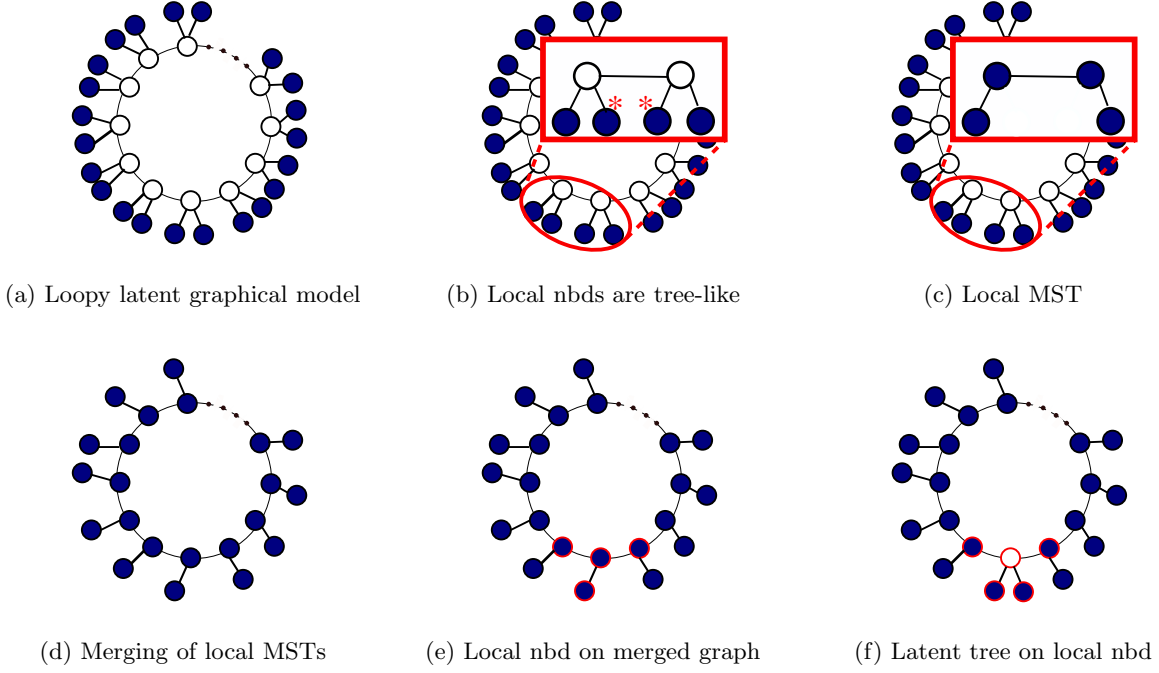 * *
(a) Loopy latent graphical model
(b) Local nbds are tree-like
(c) Local MST
(d) Merging of local MSTs
(e) Local nbd on merged graph
(f) Latent tree on local nbd